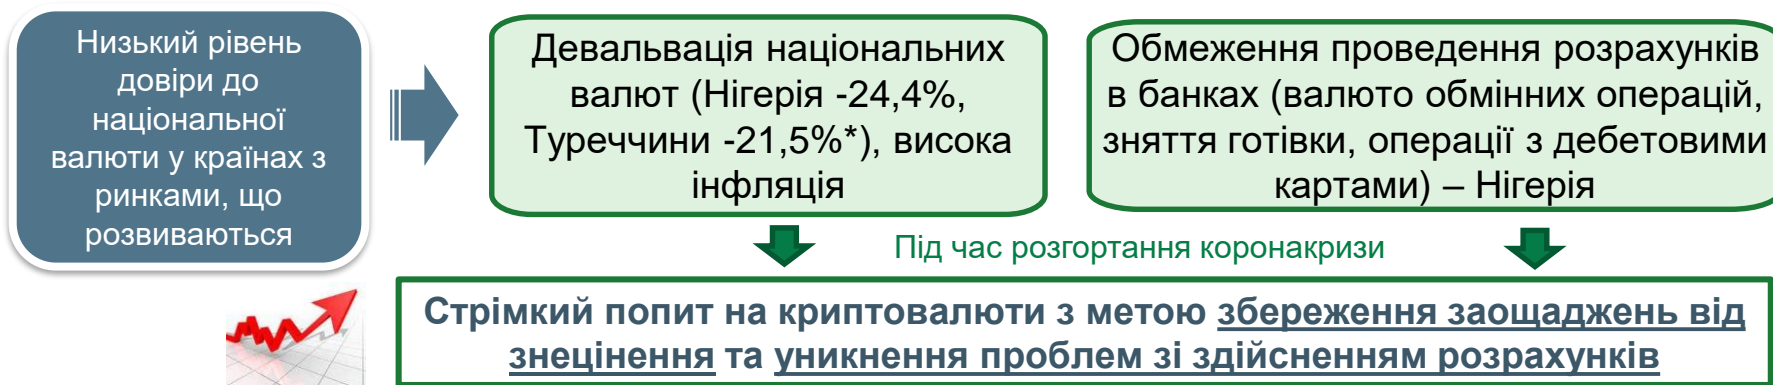 Низький рівень
довіри до
національної
валюти у країнах з
ринками, що
розвиваються
Девальвація національних
валют (Нігерія -24,4%,
Туреччини -21,5%*), висока
інфляція
Обмеження проведення розрахунків
в банках (валюто обмінних операцій,
зняття готівки, операції з дебетовими
картами) – Нігерія
Під час розгортання коронакризи
Стрімкий попит на криптовалюти з метою збереження заощаджень від
знецінення та уникнення проблем зі здійсненням розрахунків